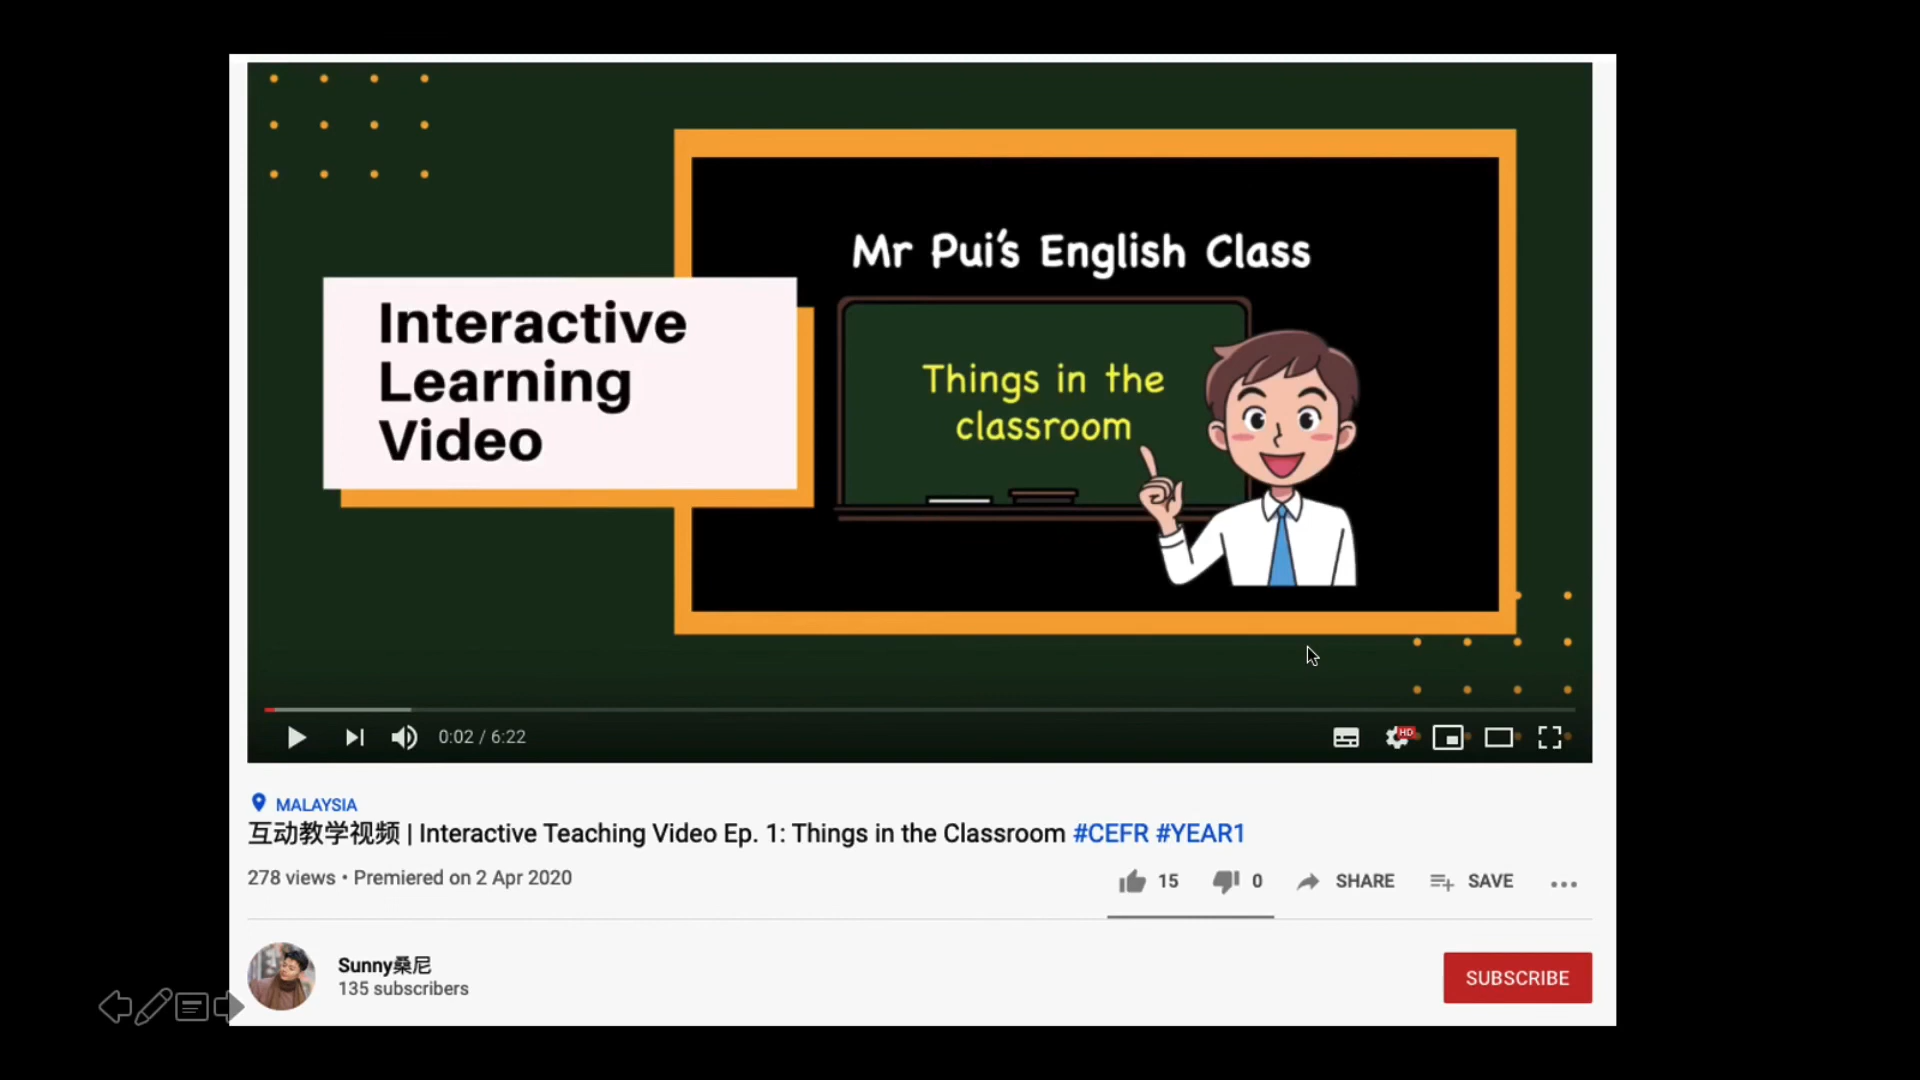 Mr Pui's English Class
Interactive
Learning
Video
Things in the
classroom
0:02 / 6:22
HD
MALAYSIA
互动教学视频 | Interactive Teaching Video Ep. 1: Things in the Classroom #CEFR #YEAR1
278 views • Premiered on 2 Apr 2020
15
0
SHARE
SAVE
Sunny桑尼
135 subscribers
SUBSCRIBE